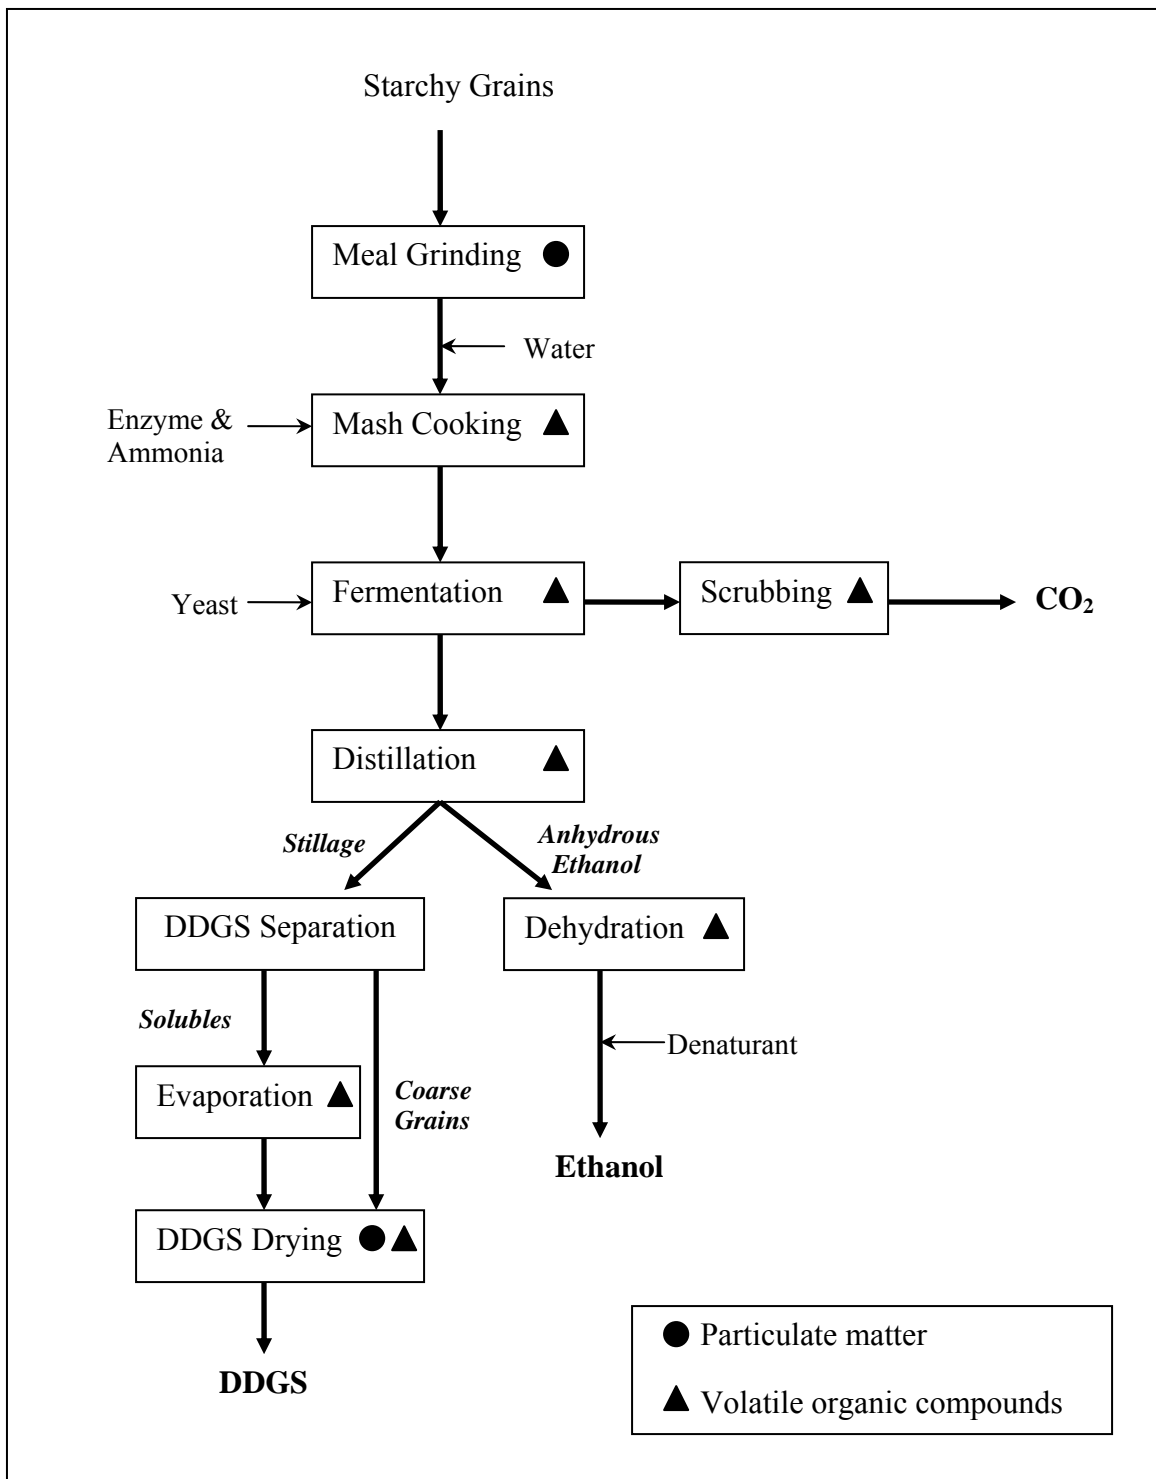 Starchy Grains
Meal Grinding
Water
Enzyme &
Ammonia
Mash Cooking
Yeast
Fermentation
Scrubbing
CO₂
Distillation
Stillage
Anhydrous
Ethanol
DDGS Separation
Dehydration
Solubles
Denaturant
Evaporation
Coarse
Grains
Ethanol
DDGS Drying
DDGS
Particulate matter
Volatile organic compounds